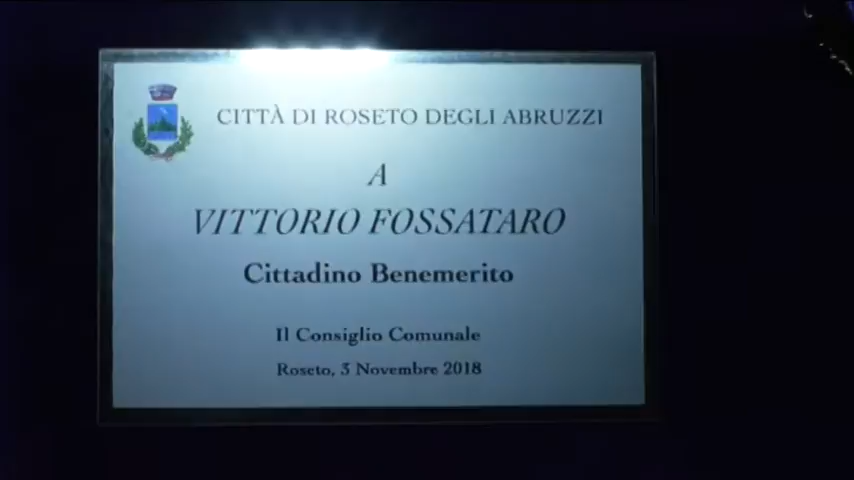 CITTÀ DI ROSETO DEGLI ABRUZZI
A
VITTORIO FOSSATARO
Cittadino Benemerito
Il Consiglio Comunale
Roseto, 3 Novembre 2018